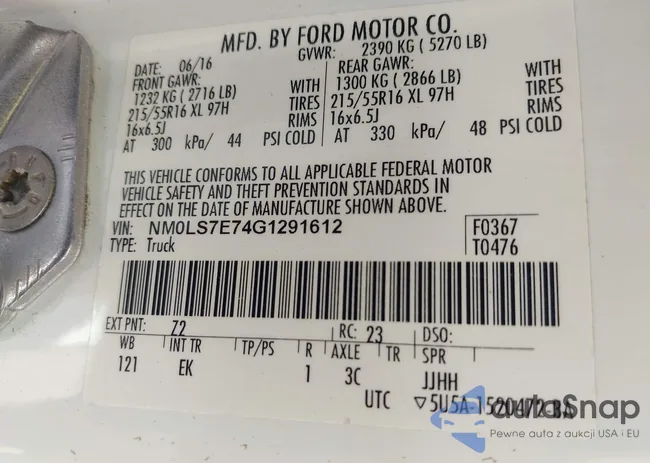 MFD. BY FORD MOTOR CO.
DATE: 06/16 GVWR: 2390 KG ( 5270 LB)
FRONT GAWR: WITH REAR GAWR: WITH
1232 KG ( 2716 LB) TIRES 1300 KG ( 2866 LB) TIRES
215/55R16 XL 97H RIMS 215/55R16 XL 97H RIMS
16x6.5J 16x6.5J
AT 300 kPa/ 44 PSI COLD AT 330 kPa/ 48 PSI COLD
THIS VEHICLE CONFORMS TO ALL APPLICABLE FEDERAL MOTOR
VEHICLE SAFETY AND THEFT PREVENTION STANDARDS IN
EFFECT ON THE DATE OF MANUFACTURE SHOWN ABOVE.
VIN: NM0LS7E74G1291612 F0367
TYPE: Truck T0476
EXT PNT: Z2 RC: 23 DSO:
WB INT TR TP/PS R AXLE TR SPR
121 EK 1 3C JJHH
UTC ▽5U5A-1520472 BA
autoSnap
Pewne auta z aukcji USA i EU